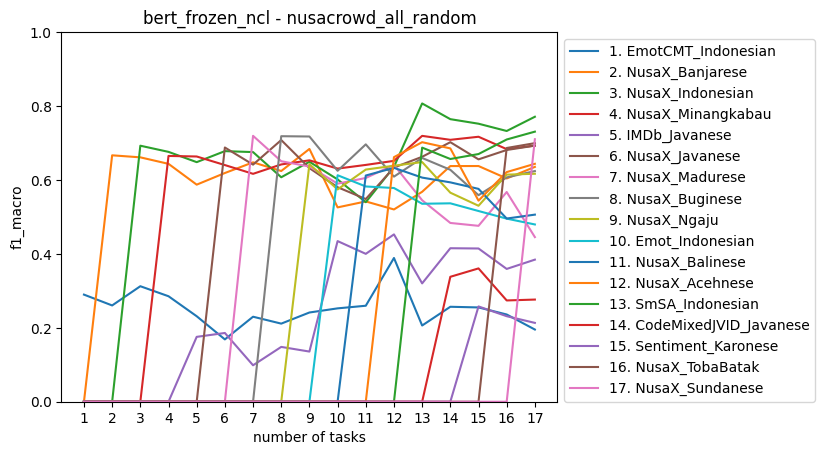 bert_frozen_ncl - nusacrowd_all_random
1.0
0.8
0.6
0.4
0.2
0.0
f1_macro
1 2 3 4 5 6 7 8 9 10 11 12 13 14 15 16 17
number of tasks
1. EmotCMT_Indonesian
2. NusaX_Banjarese
3. NusaX_Indonesian
4. NusaX_Minangkabau
5. IMDb_Javanese
6. NusaX_Javanese
7. NusaX_Madurese
8. NusaX_Buginese
9. NusaX_Ngaju
10. Emot_Indonesian
11. NusaX_Balinese
12. NusaX_Acehnese
13. SmSA_Indonesian
14. CodeMixedJVID_Javanese
15. Sentiment_Karonese
16. NusaX_TobaBatak
17. NusaX_Sundanese